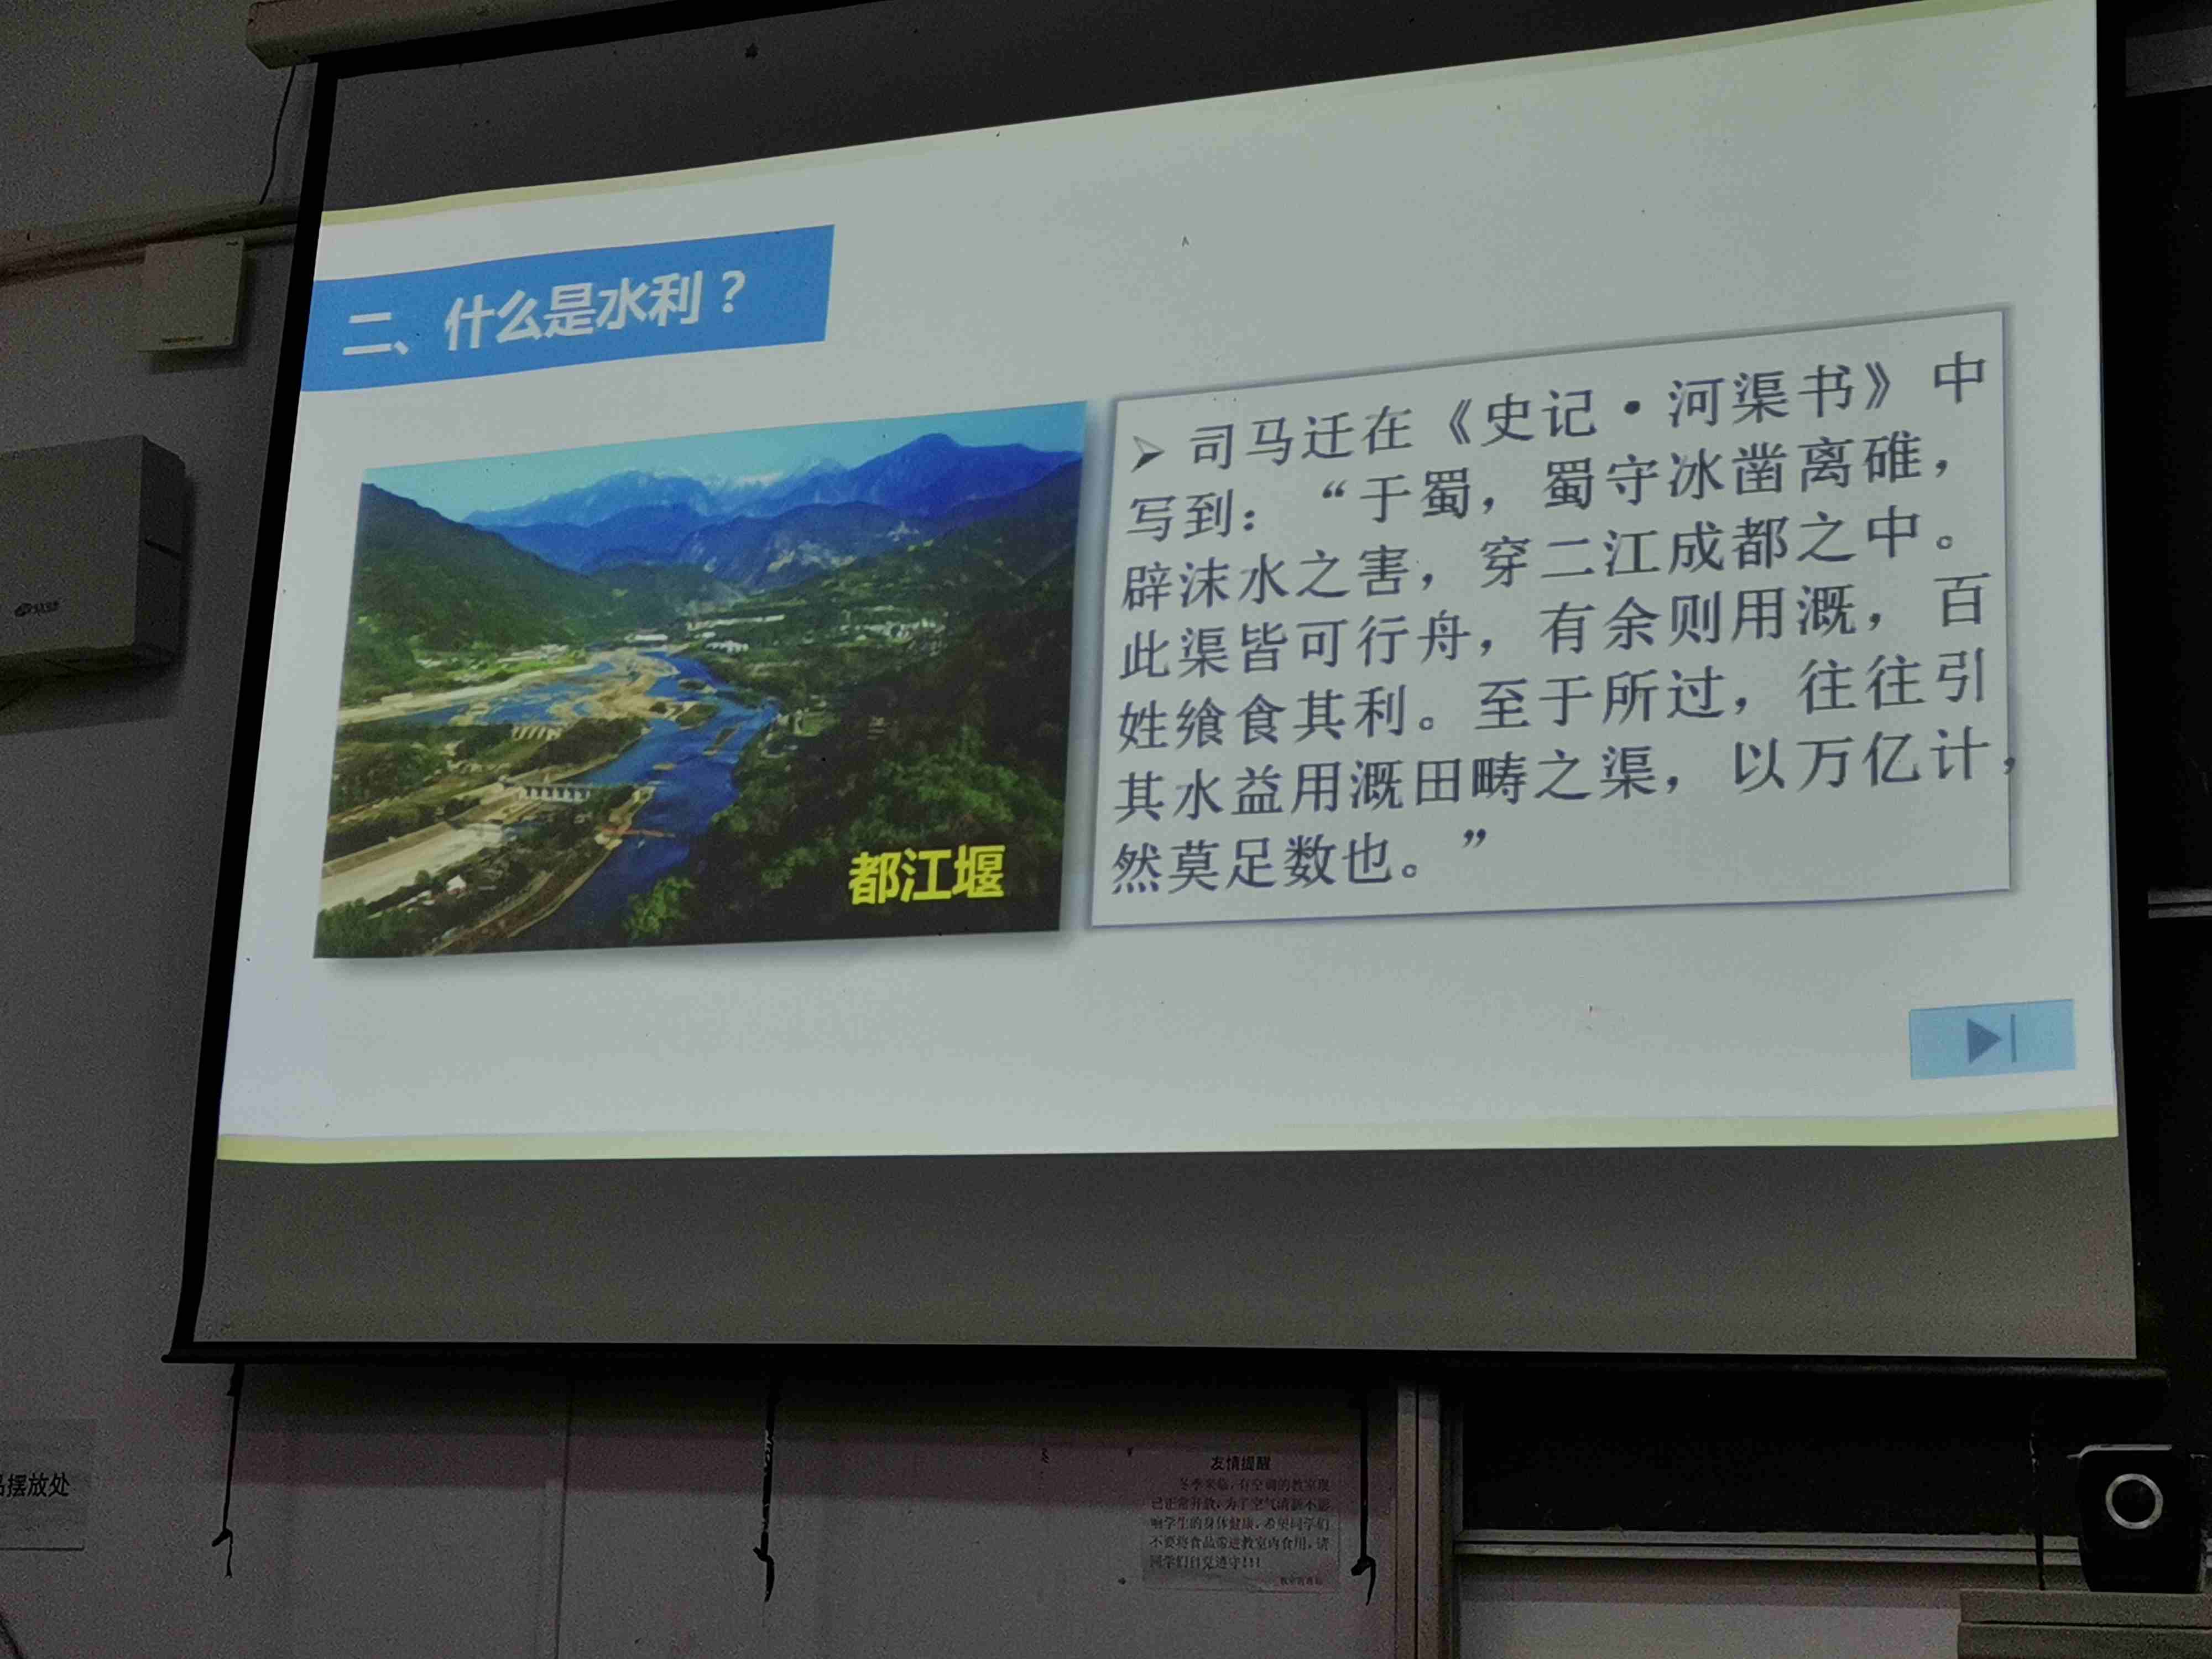 二、什么是水利？
➢ 司马迁在《史记·河渠书》中
写到：“于蜀，蜀守冰凿离碓，
辟沫水之害，穿二江成都之中。
此渠皆可行舟，有余则用溉，百
姓飨食其利。至于所过，往往引
其水益用溉田畴之渠，以万亿计，
然莫足数也。”
都江堰
摆放处
友情提醒
冬季来临，有空调的教室现
已正常开放，为了空气清新不影
响学生的身体健康，希望同学们
不要将食品带进教室内食用，请
同学们自觉遵守!!!